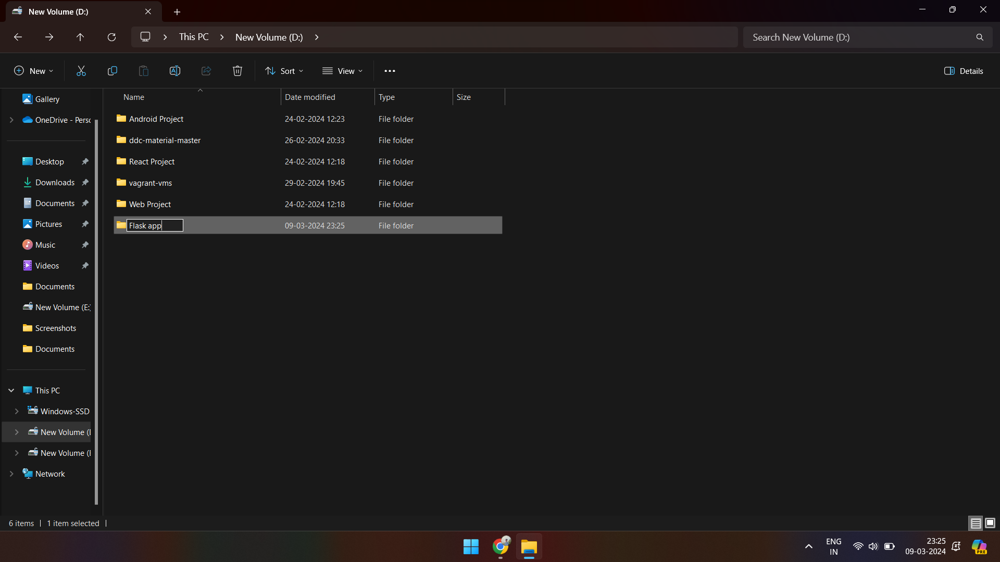 New Volume (D:)
This PC
New Volume (D:)
Search New Volume (D:)
New
Sort
View
Details
Name
Date modified
Type
Size
Gallery
OneDrive - Perso
Desktop
Downloads
Documents
Pictures
Music
Videos
Documents
New Volume (E:)
Screenshots
Documents
This PC
Windows-SSD
New Volume (
New Volume (
Network
Android Project 24-02-2024 12:23 File folder
ddc-material-master 26-02-2024 20:33 File folder
React Project 24-02-2024 12:18 File folder
vagrant-vms 29-02-2024 19:45 File folder
Web Project 24-02-2024 12:18 File folder
Flask app 09-03-2024 23:25 File folder
6 items
1 item selected
ENG
IN
23:25
09-03-2024
PRE